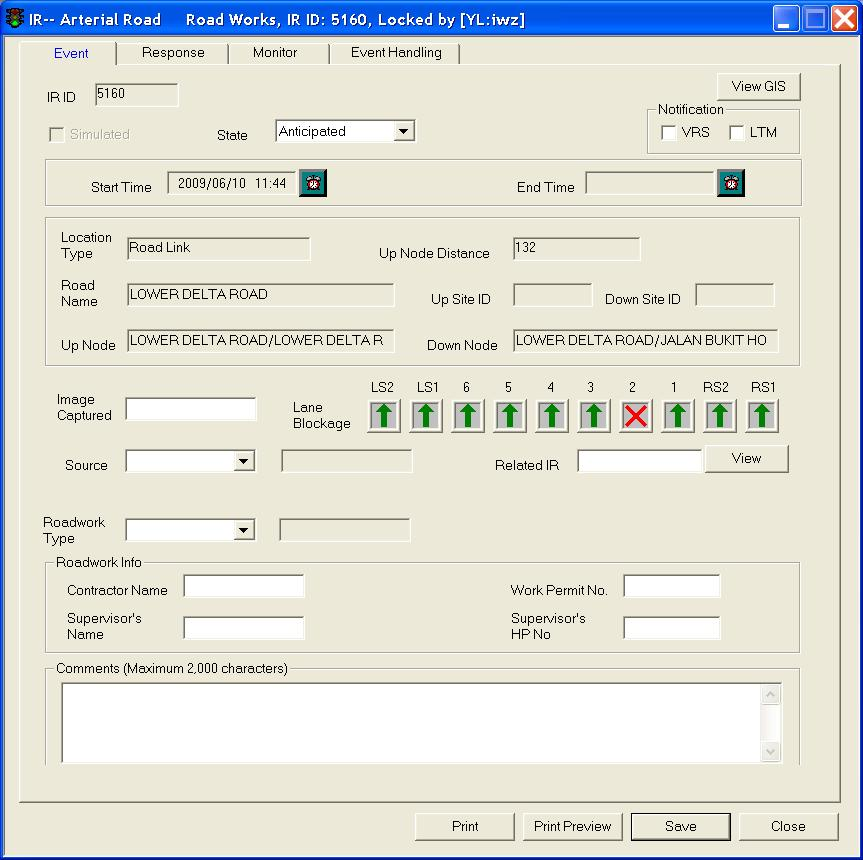 IR-- Arterial Road Road Works, IR ID: 5160, Locked by [YL:iwz]
Event Response Monitor Event Handling
IR ID 5160 View GIS
Notification
Simulated State Anticipated VRS LTM
Start Time 2009/06/10 11:44 End Time
Location
Type Road Link Up Node Distance 132
Road
Name LOWER DELTA ROAD Up Site ID Down Site ID
Up Node LOWER DELTA ROAD/LOWER DELTA R Down Node LOWER DELTA ROAD/JALAN BUKIT HO
LS2 LS1 6 5 4 3 2 1 RS2 RS1
Image
Captured
Lane
Blockage
Source Related IR View
Roadwork
Type
Roadwork Info
Contractor Name Work Permit No.
Supervisor's
Name
Supervisor's
HP No
Comments (Maximum 2,000 characters)
Print Print Preview Save Close